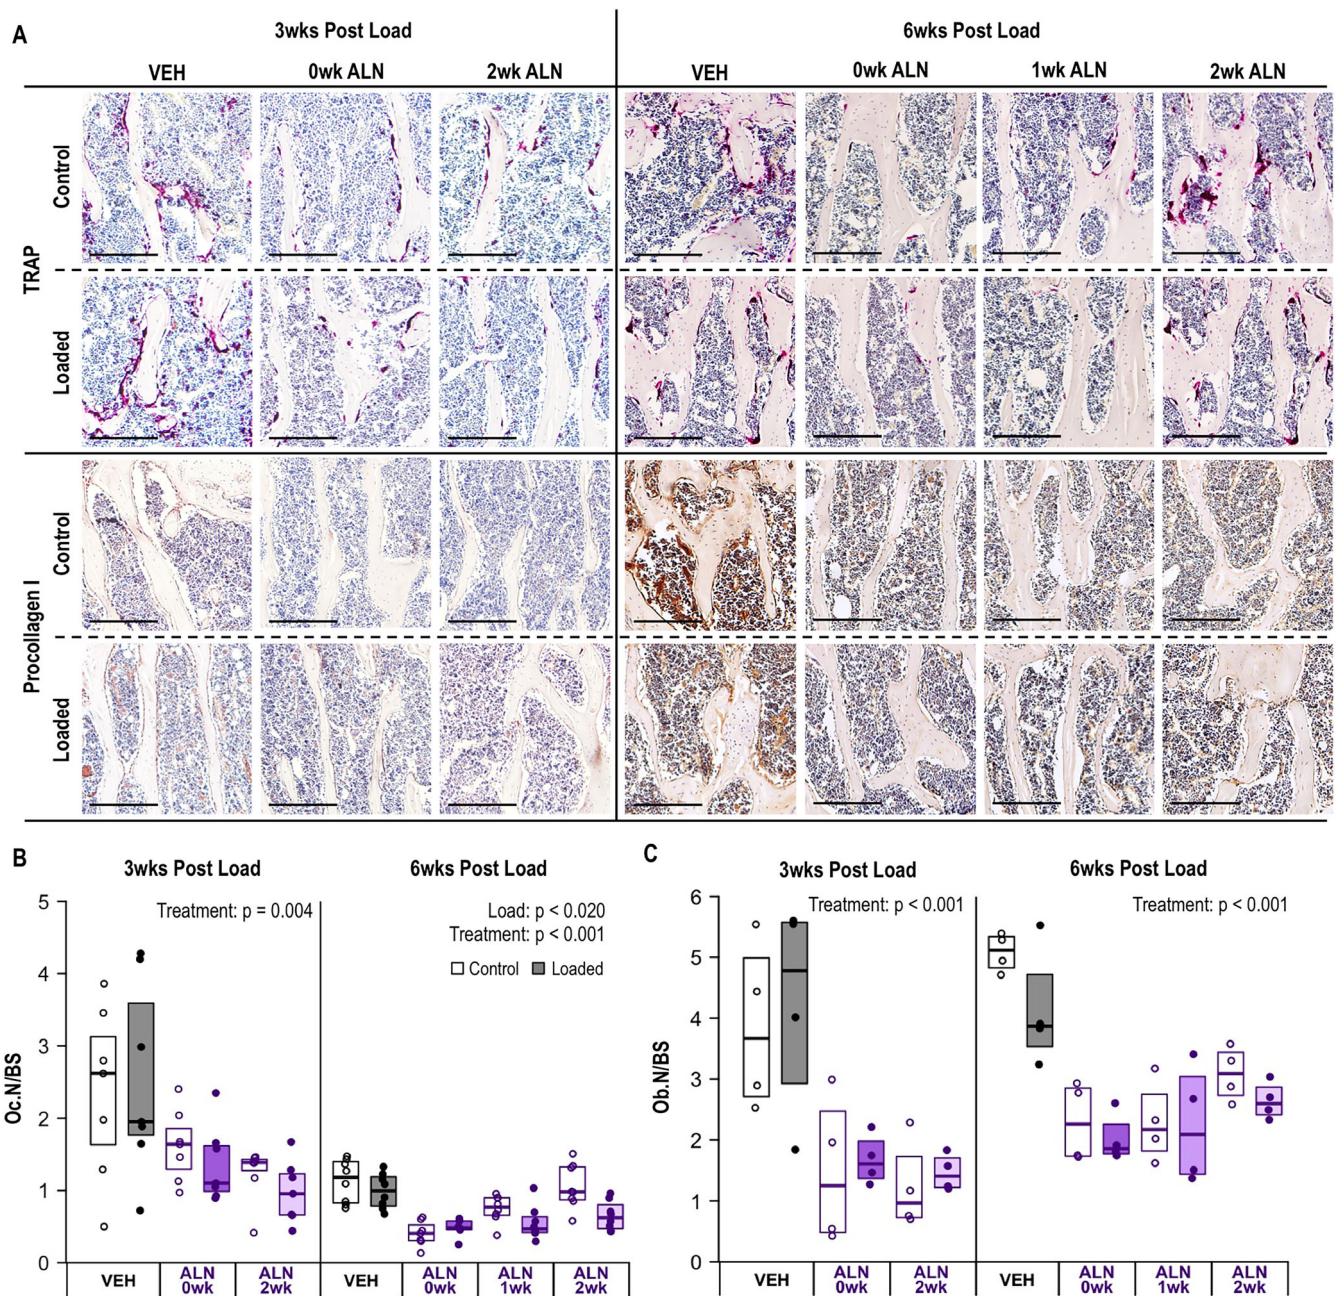 A
3wks Post Load
6wks Post Load
VEH
0wk ALN
2wk ALN
VEH
0wk ALN
1wk ALN
2wk ALN
TRAP
Control
Loaded
Procollagen I
Control
Loaded
B
3wks Post Load
6wks Post Load
Treatment: p = 0.004
Load: p < 0.020
Treatment: p < 0.001
Control
Loaded
Oc.N/BS
5
4
3
2
1
0
VEH
ALN
0wk
ALN
2wk
VEH
ALN
0wk
ALN
1wk
ALN
2wk
C
3wks Post Load
6wks Post Load
Treatment: p < 0.001
Treatment: p < 0.001
Ob.N/BS
6
5
4
3
2
1
0
VEH
ALN
0wk
ALN
2wk
VEH
ALN
0wk
ALN
1wk
ALN
2wk